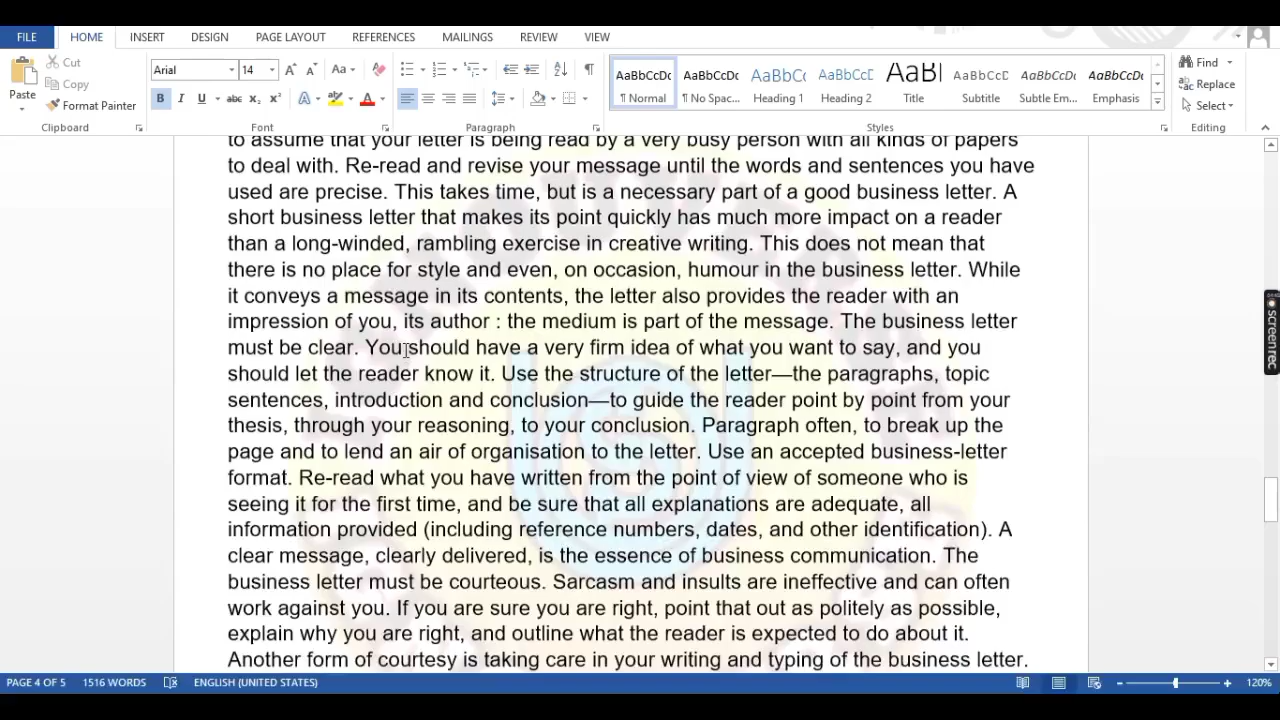 FILE HOME INSERT DESIGN PAGE LAYOUT REFERENCES MAILINGS REVIEW VIEW
Cut
Copy
Format Painter
Paste
Clipboard
Arial 14
Aa
B I U abc x₂ x² A A
Font
Paragraph
AaBbCcDc AaBbCcDc AaBbC AaBbCcC AaBl AaBbCcD AaBbCcDc AaBbCcDc
¶ Normal ¶ No Spac... Heading 1 Heading 2 Title Subtitle Subtle Em... Emphasis
Styles
Find
Replace
Select
Editing
to assume that your letter is being read by a very busy person with all kinds of papers
to deal with. Re-read and revise your message until the words and sentences you have
used are precise. This takes time, but is a necessary part of a good business letter. A
short business letter that makes its point quickly has much more impact on a reader
than a long-winded, rambling exercise in creative writing. This does not mean that
there is no place for style and even, on occasion, humour in the business letter. While
it conveys a message in its contents, the letter also provides the reader with an
impression of you, its author : the medium is part of the message. The business letter
must be clear. You should have a very firm idea of what you want to say, and you
should let the reader know it. Use the structure of the letter—the paragraphs, topic
sentences, introduction and conclusion—to guide the reader point by point from your
thesis, through your reasoning, to your conclusion. Paragraph often, to break up the
page and to lend an air of organisation to the letter. Use an accepted business-letter
format. Re-read what you have written from the point of view of someone who is
seeing it for the first time, and be sure that all explanations are adequate, all
information provided (including reference numbers, dates, and other identification). A
clear message, clearly delivered, is the essence of business communication. The
business letter must be courteous. Sarcasm and insults are ineffective and can often
work against you. If you are sure you are right, point that out as politely as possible,
explain why you are right, and outline what the reader is expected to do about it.
Another form of courtesy is taking care in your writing and typing of the business letter.
screenrec
PAGE 4 OF 5 1516 WORDS ENGLISH (UNITED STATES) 120%